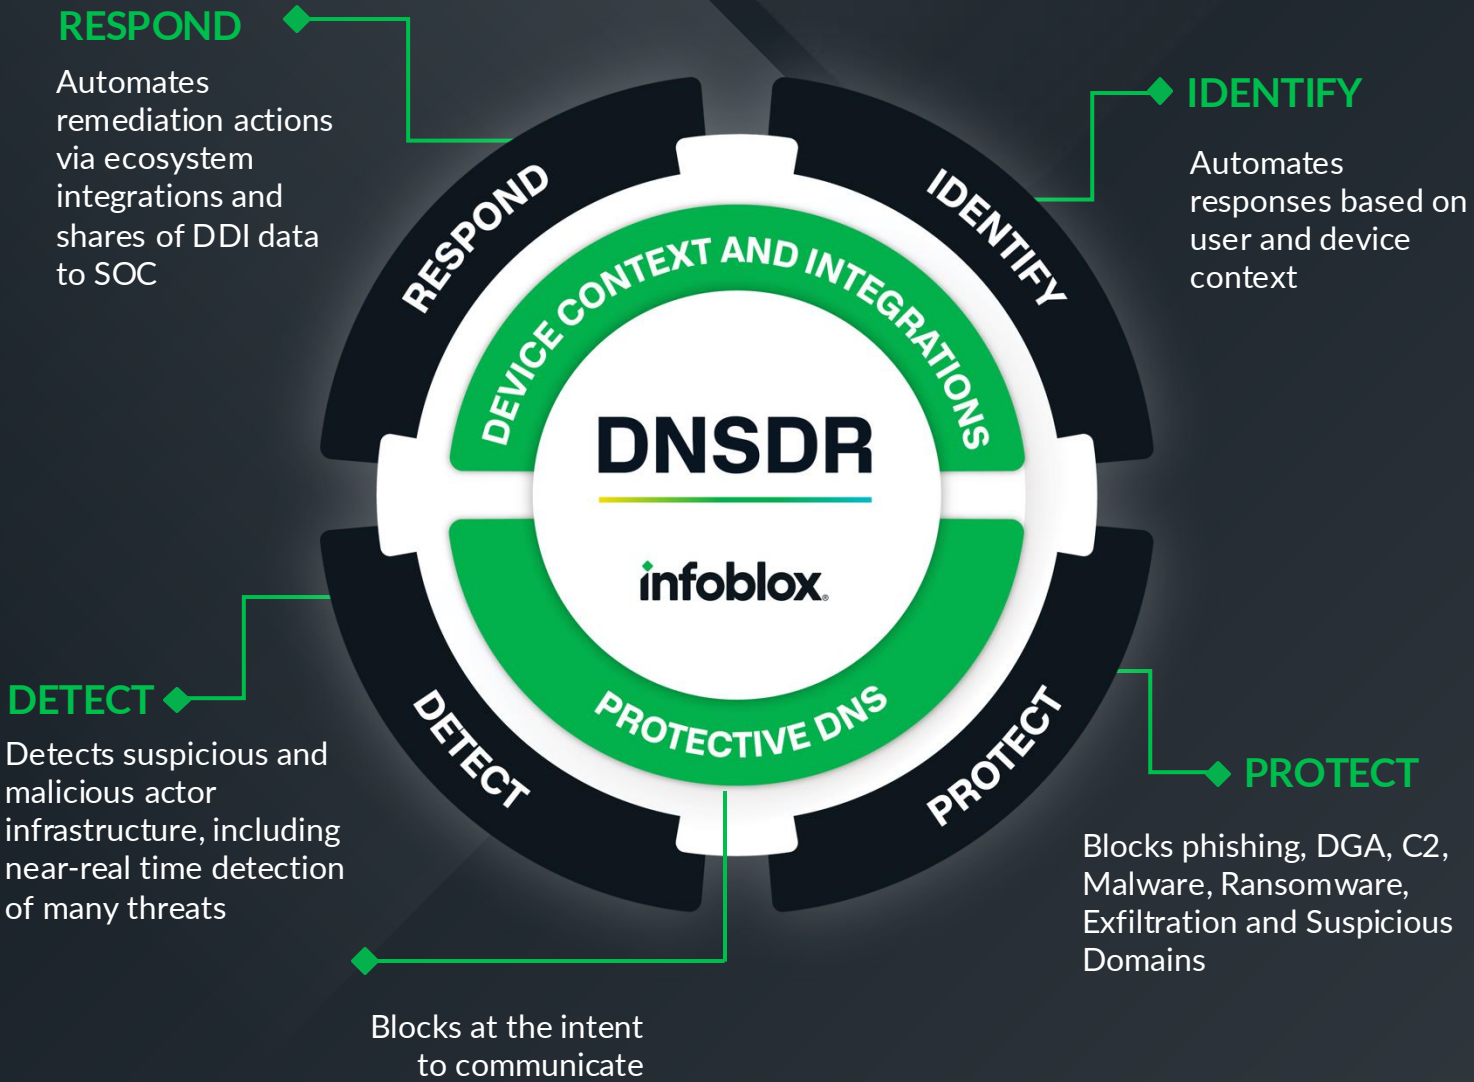 RESPOND
Automates
remediation actions
via ecosystem
integrations and
shares of DDI data
to SOC
IDENTIFY
Automates
responses based on
user and device
context
RESPOND
IDENTIFY
DEVICE CONTEXT AND INTEGRATIONS
DNSDR
infoblox®
PROTECTIVE DNS
DETECT
PROTECT
DETECT
Detects suspicious and
malicious actor
infrastructure, including
near-real time detection
of many threats
PROTECT
Blocks phishing, DGA, C2,
Malware, Ransomware,
Exfiltration and Suspicious
Domains
Blocks at the intent
to communicate